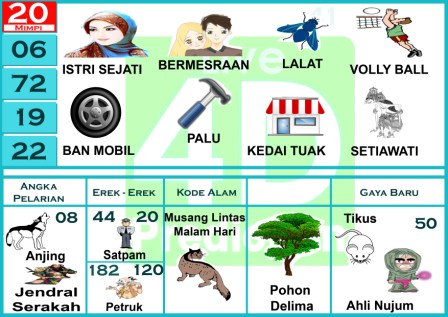 20
MIMPI
06
72
19
22
ISTRI SEJATI
BERMESRAAN
LALAT
VOLLY BALL
BAN MOBIL
PALU
KEDAI TUAK
SETIAWATI
Live
4D
Prediction
ANGKA
PELARIAN
EREK - EREK
KODE ALAM
GAYA BARU
08
Anjing
Jendral
Serakah
44 20
Satpam
182 120
Petruk
Musang Lintas
Malam Hari
Pohon
Delima
Tikus
50
Ahli Nujum